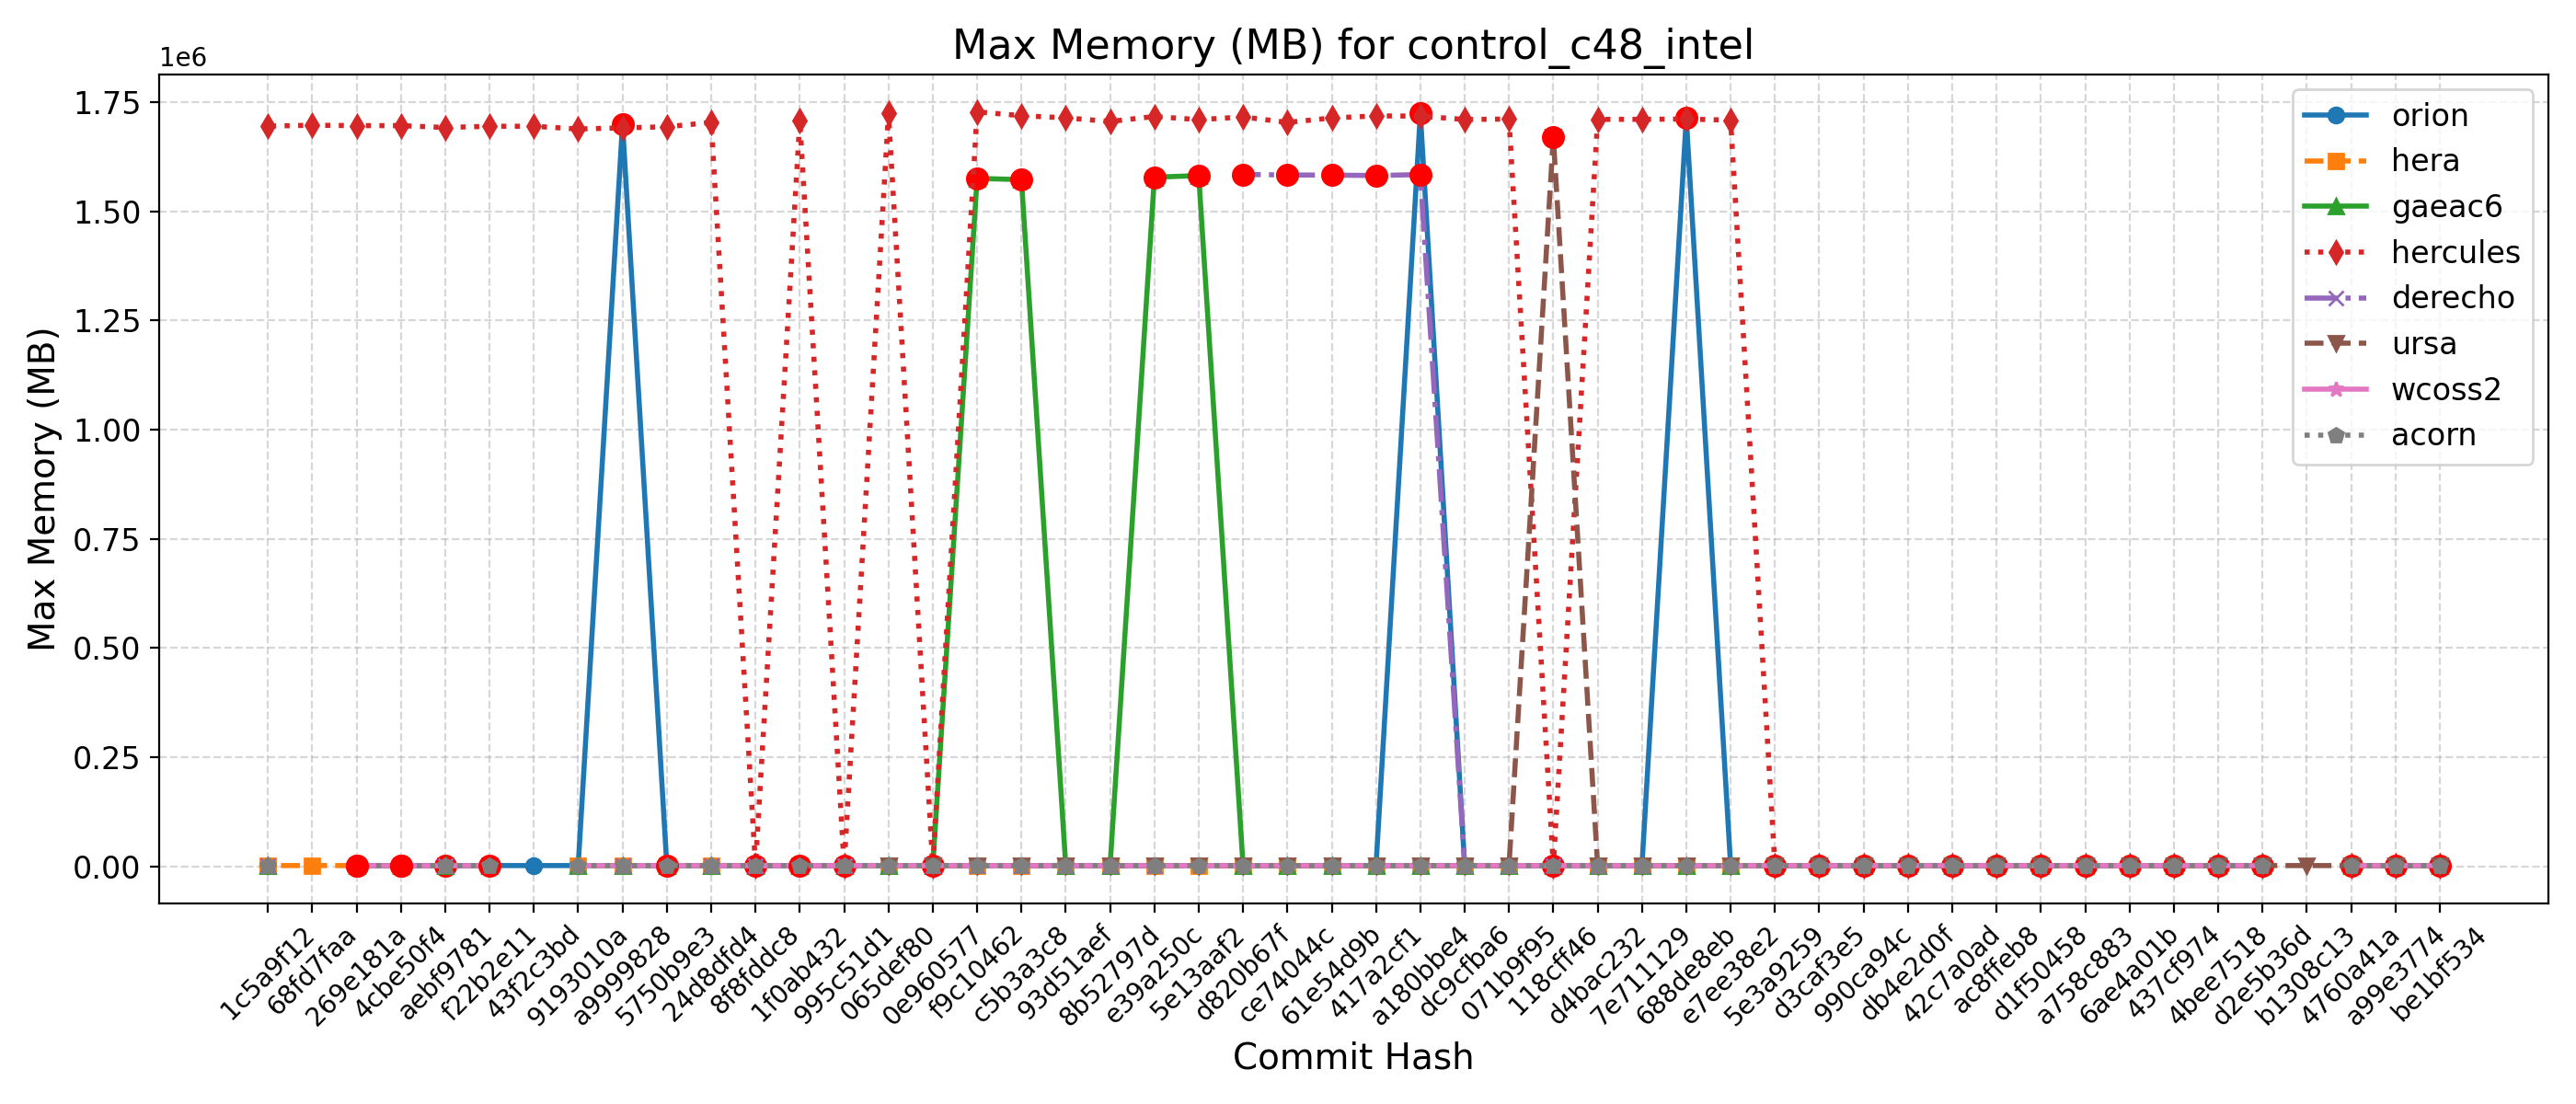 Max Memory (MB) for control_c48_intel
1e6
1.75
1.50
1.25
1.00
0.75
0.50
0.25
0.00
Max Memory (MB)
orion
hera
gaeac6
hercules
derecho
ursa
wcoss2
acorn
1c5a9f12
68fd7faa
269e181a
4cbe50f4
aebf9781
f22b2e11
43f2c3bd
9193010a
a9999828
5750b9e3
24d8dfd4
8f8fddc8
1f0ab432
995c51d1
065def80
0e960577
f9c10462
c5b3a3c8
93d51aef
8b52797d
e39a250c
5e13aaf2
d820b67f
ce74044c
61e54d9b
417a2cf1
a180bbe4
dc9cfba6
071b9f95
118cff46
d4bac232
7e711129
688de8eb
e7ee38e2
5e3a9259
d3caf3e5
990ca94c
db4e2d0f
42c7a0ad
ac8ffeb8
d1f50458
a758c883
6ae4a01b
437cf974
4bee7518
d2e5b36d
b1308c13
4760a41a
a99e3774
be1bf534
Commit Hash